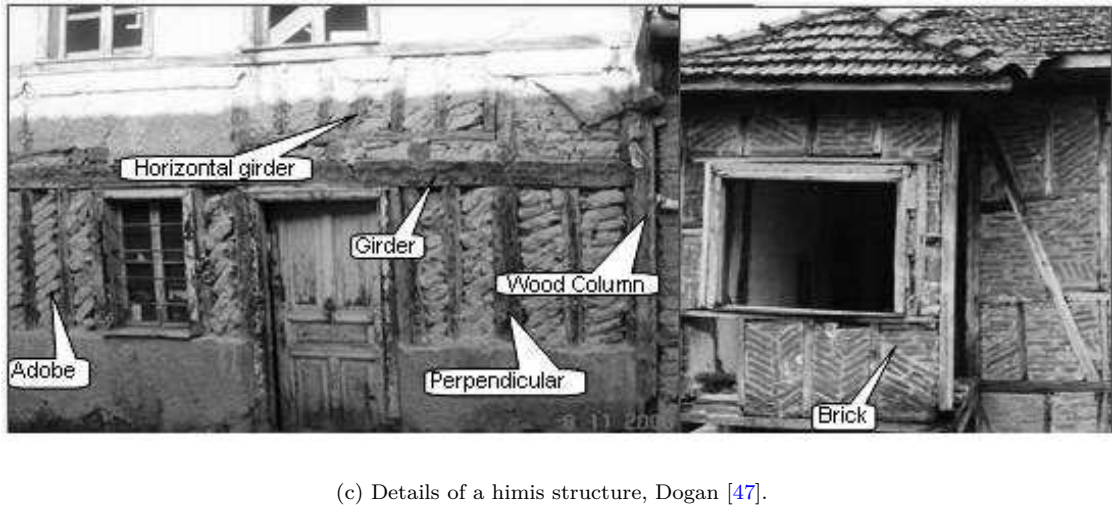 Horizontal girder
Girder
Wood Column
Adobe
Perpendicular
Brick
(c) Details of a himis structure, Dogan [47].